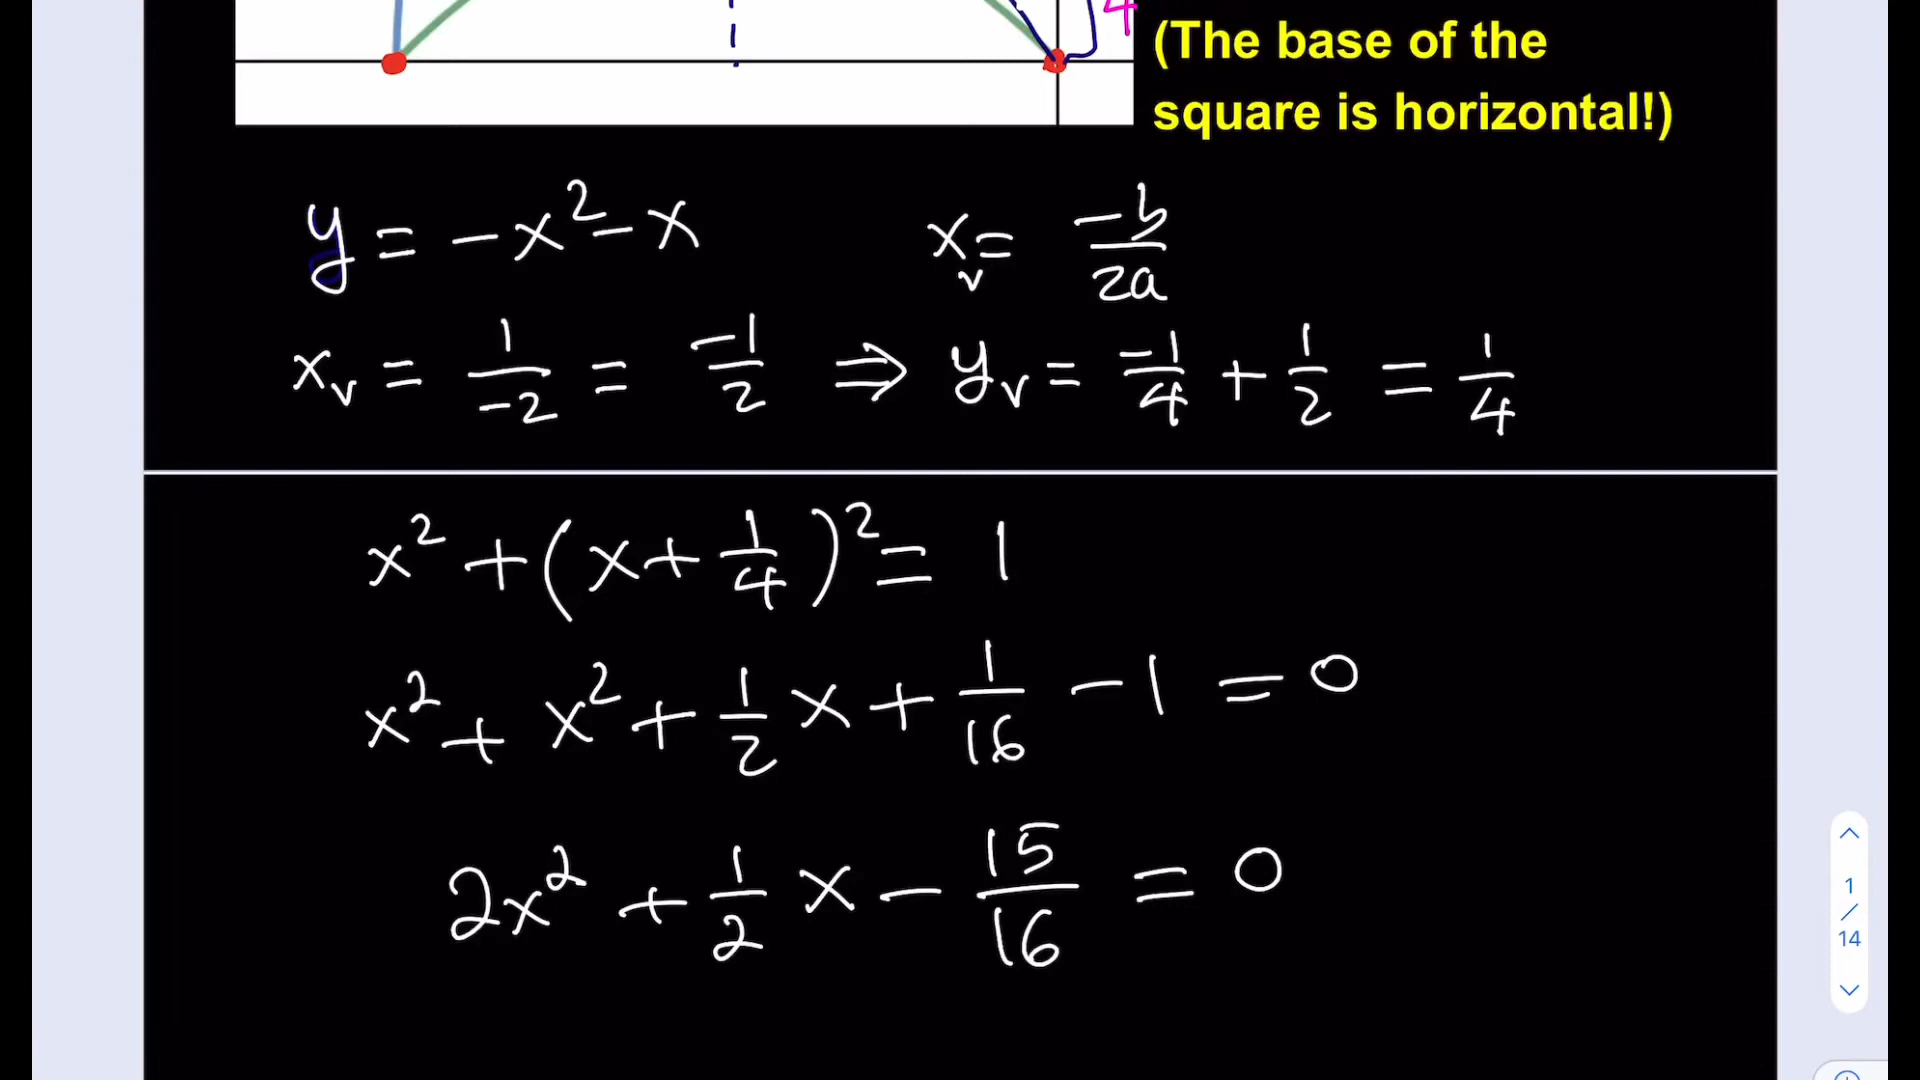 4
(The base of the
square is horizontal!)
y = -x² - x
x_v = -b/2a
x_v = 1/-2 = -1/2 ⇒ y_v = -1/4 + 1/2 = 1/4
x² + (x + 1/4)² = 1
x² + x² + 1/2 x + 1/16 - 1 = 0
2x² + 1/2 x - 15/16 = 0
1
/
14